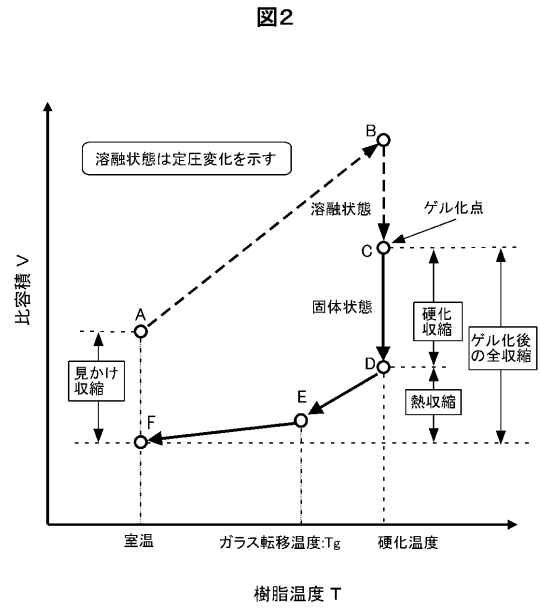 図2
溶融状態は定圧変化を示す
B
溶融状態
ゲル化点
C
比容積 V
A
固体状態
硬化
収縮
ゲル化後
の全収縮
見かけ
収縮
D
熱収縮
E
F
室温
ガラス転移温度:Tg
硬化温度
樹脂温度 T